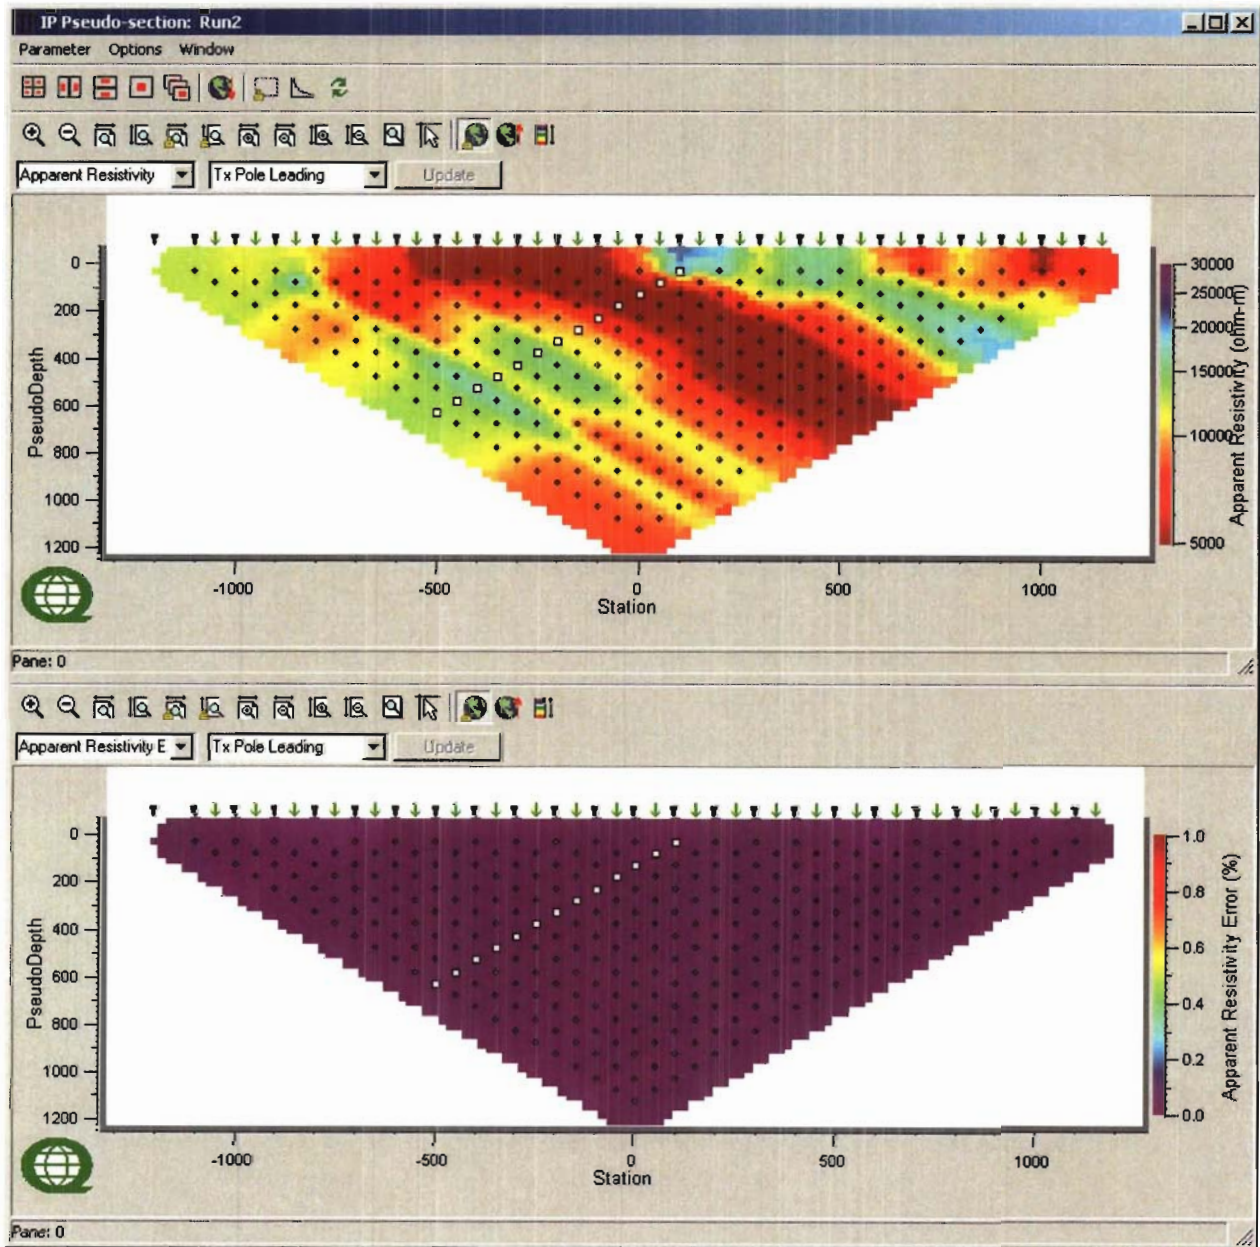 IP Pseudo-section: Run2
Parameter Options Window
Apparent Resistivity Tx Pole Leading Update
0
200
400
600
800
1000
1200
PseudoDepth
-1000 -500 0 500 1000
Station
30000
25000
20000
15000
10000
5000
Apparent Resistivity (ohm-m)
Pane: 0
Apparent Resistivity E Tx Pole Leading Update
0
200
400
600
800
1000
1200
PseudoDepth
-1000 -500 0 500 1000
Station
1.0
0.8
0.6
0.4
0.2
0.0
Apparent Resistivity Error (%)
Pane: 0